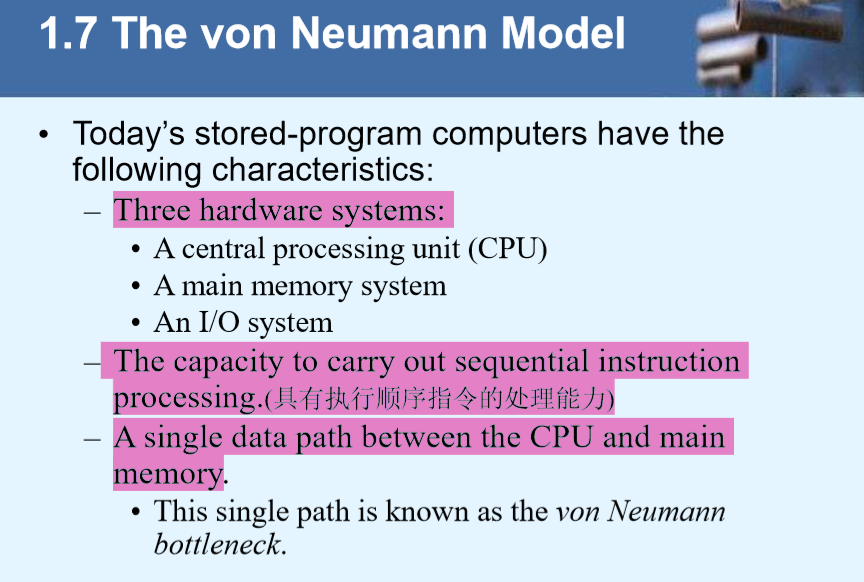 1.7 The von Neumann Model
• Today's stored-program computers have the
following characteristics:
– Three hardware systems:
• A central processing unit (CPU)
• A main memory system
• An I/O system
– The capacity to carry out sequential instruction
processing.(具有执行顺序指令的处理能力)
– A single data path between the CPU and main
memory.
• This single path is known as the von Neumann
bottleneck.